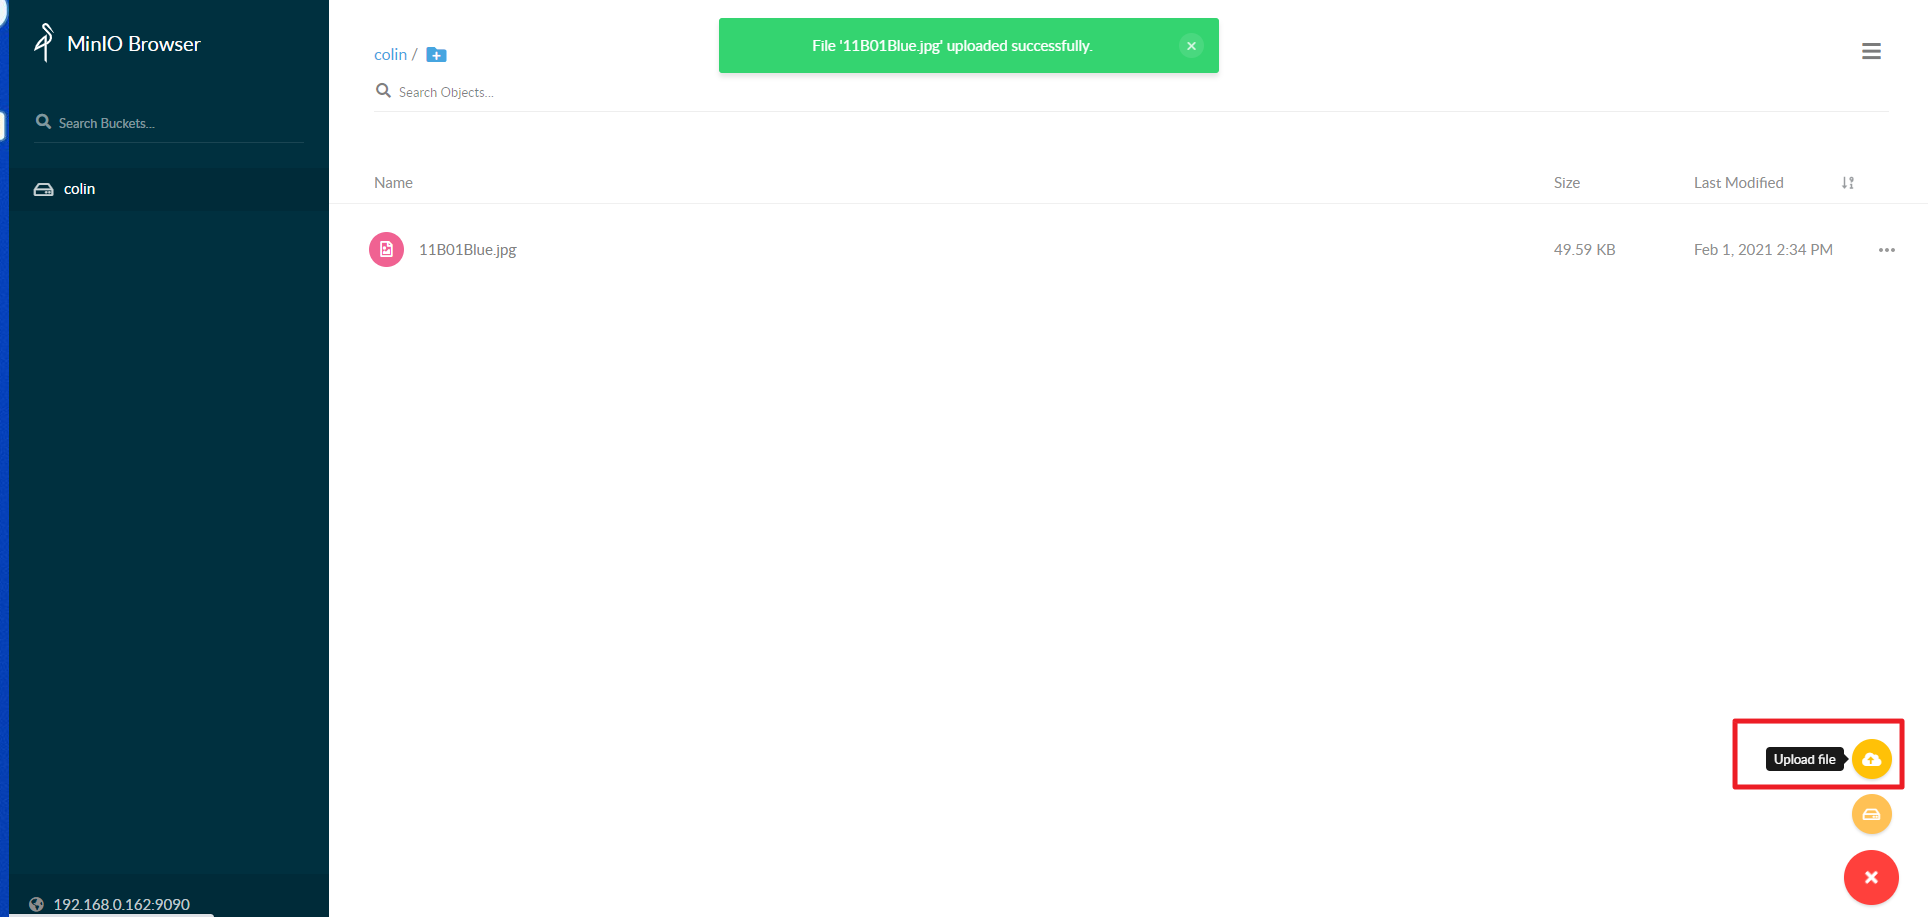 MinIO Browser
Search Buckets...
colin
192.168.0.162:9090
colin /
File '11B01Blue.jpg' uploaded successfully.
Search Objects...
Name Size Last Modified
11B01Blue.jpg 49.59 KB Feb 1, 2021 2:34 PM
Upload file